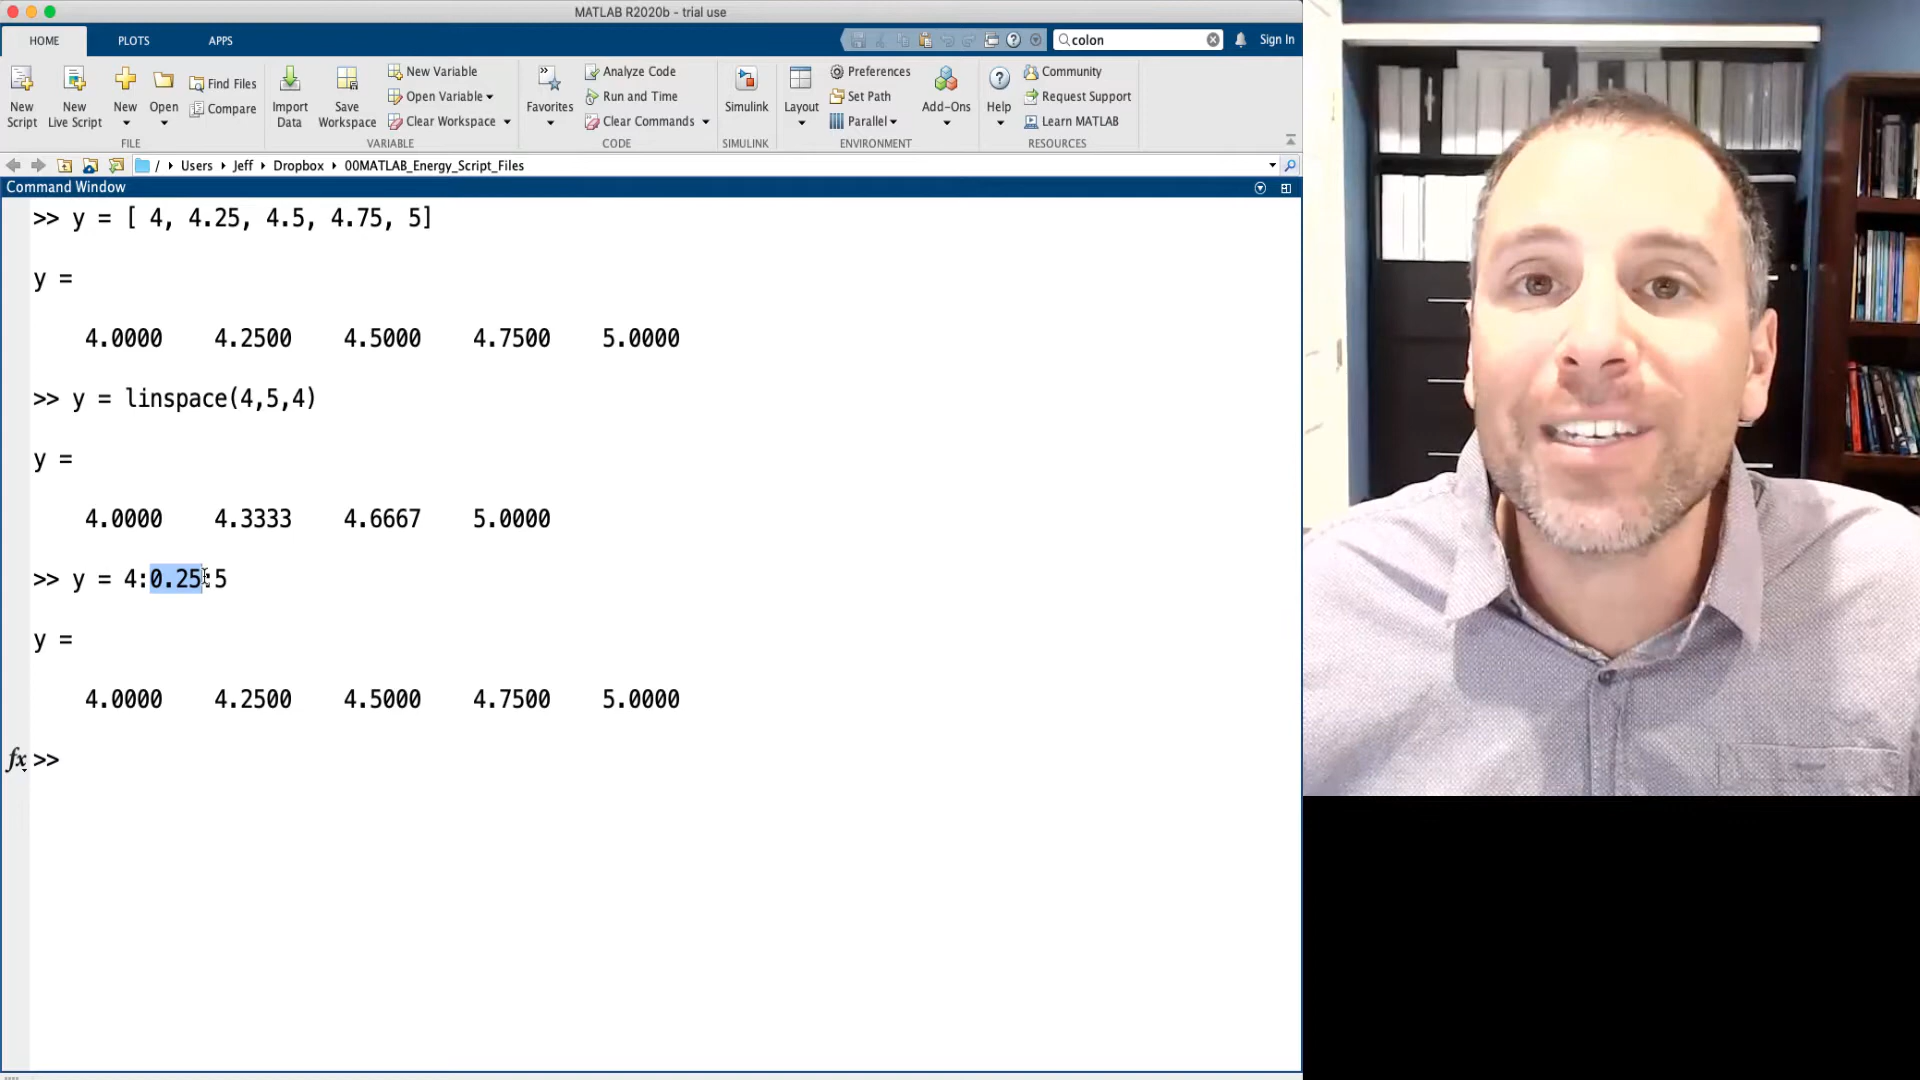 MATLAB R2020b - trial use
HOME PLOTS APPS
colon
Sign In
New Script
New Live Script
New
Open
Find Files
Compare
FILE
Import Data
Save Workspace
New Variable
Open Variable
Clear Workspace
VARIABLE
Favorites
Analyze Code
Run and Time
Clear Commands
CODE
Simulink
SIMULINK
Layout
Preferences
Set Path
Parallel
ENVIRONMENT
Add-Ons
Help
Community
Request Support
Learn MATLAB
RESOURCES
/ Users Jeff Dropbox 00MATLAB_Energy_Script_Files
Command Window
>> y = [ 4, 4.25, 4.5, 4.75, 5]
y =
4.0000 4.2500 4.5000 4.7500 5.0000
>> y = linspace(4,5,4)
y =
4.0000 4.3333 4.6667 5.0000
>> y = 4:0.25:5
y =
4.0000 4.2500 4.5000 4.7500 5.0000
fx >>